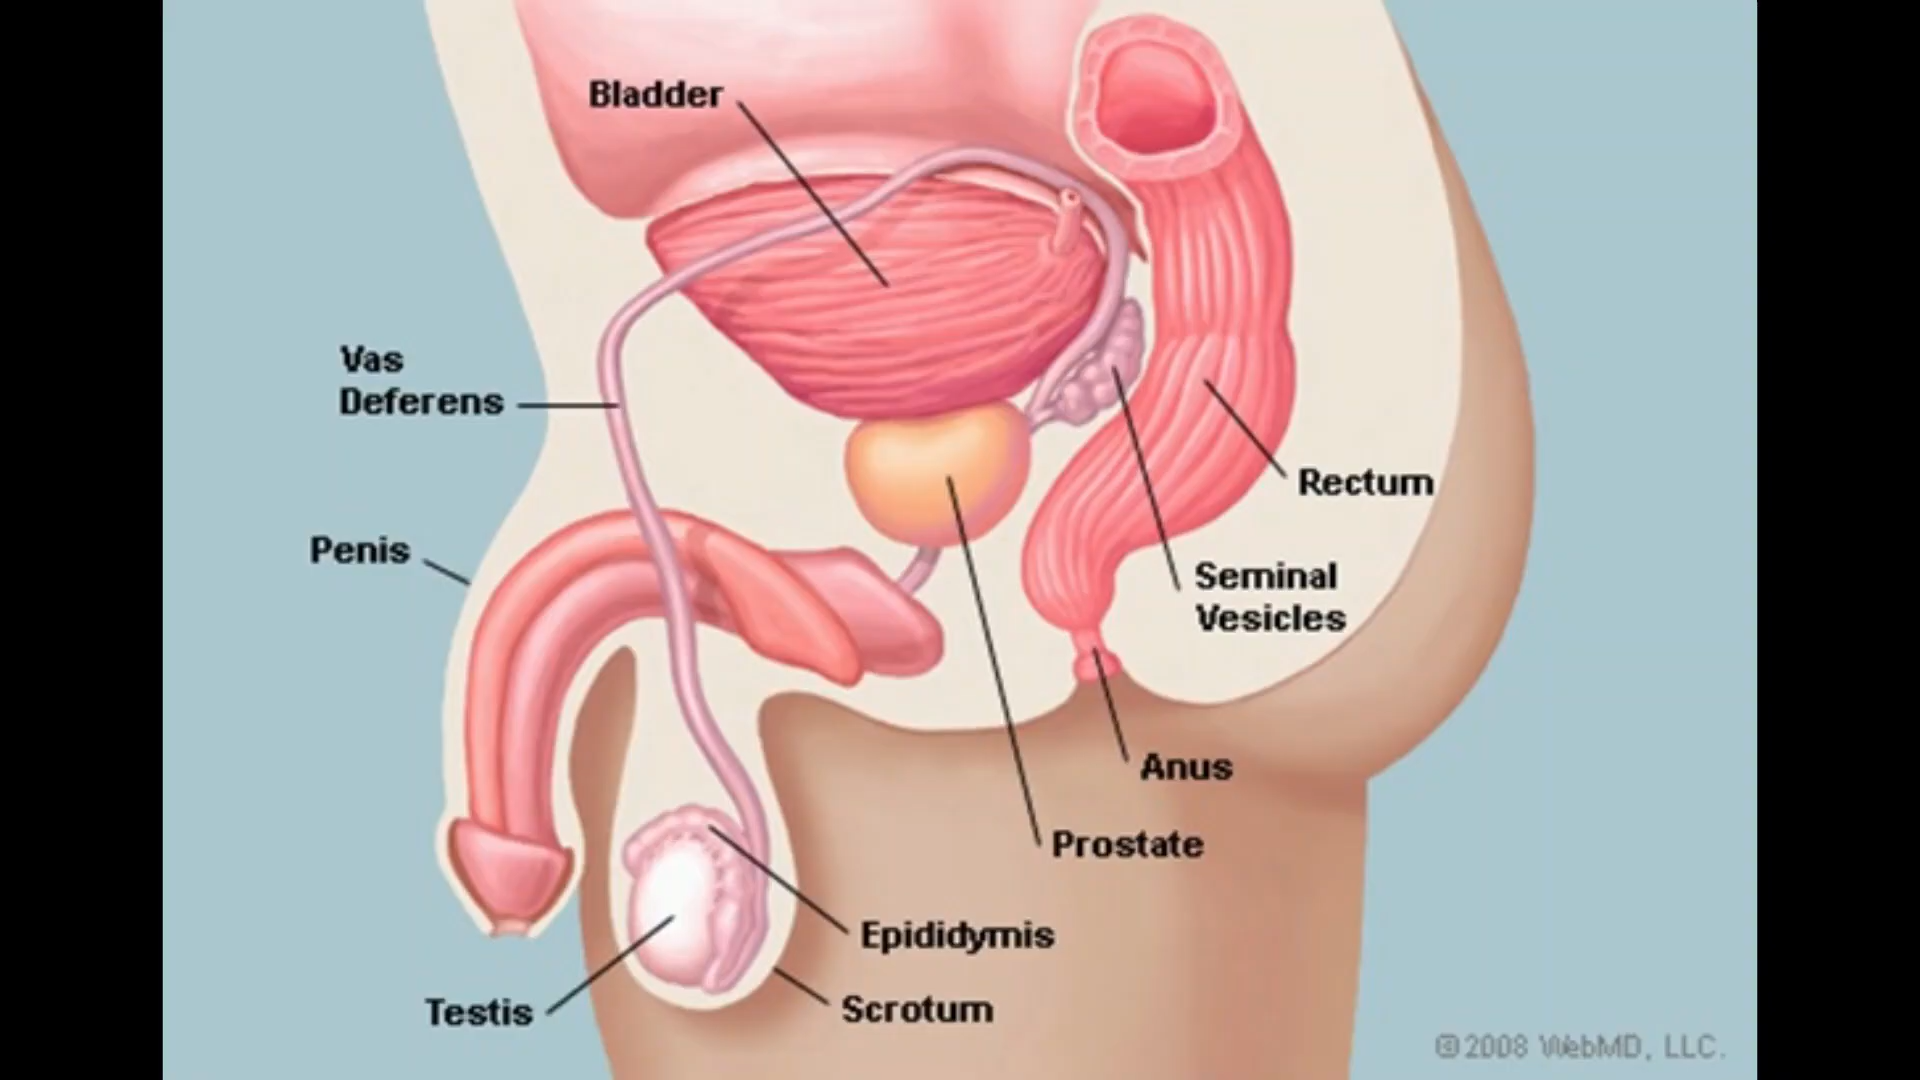 Bladder
Vas
Deferens
Penis
Rectum
Seminal
Vesicles
Anus
Prostate
Epididymis
Testis
Scrotum
©2008 WebMD, LLC.